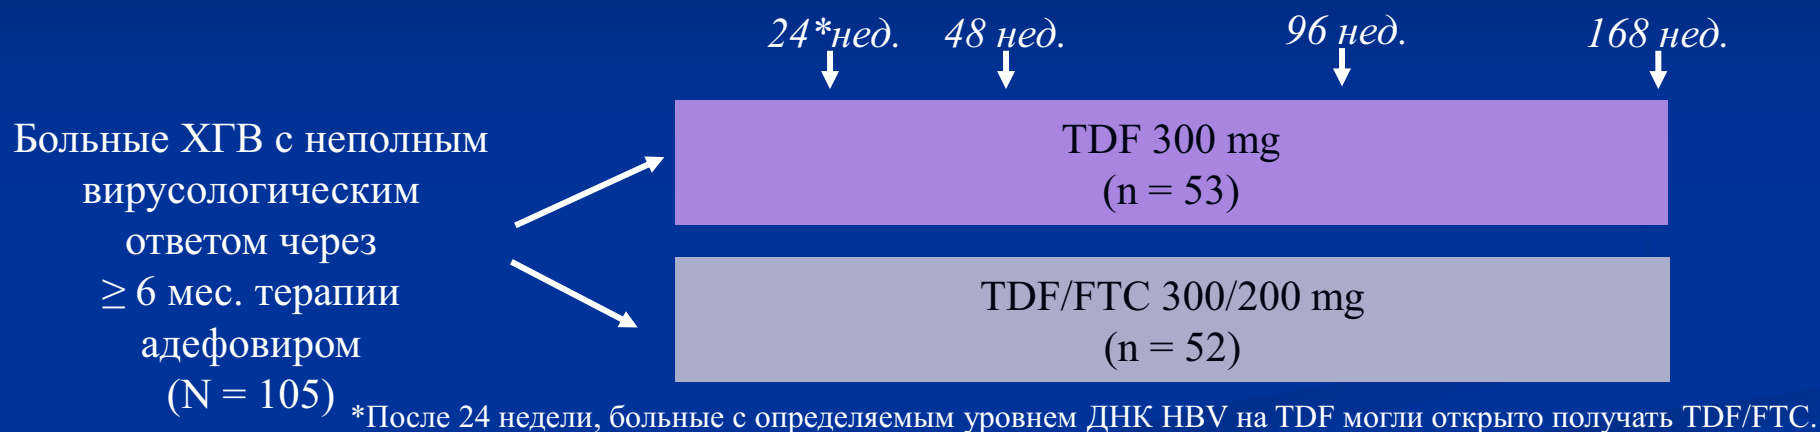 24*нед. 48 нед. 96 нед. 168 нед.
Больные ХГВ с неполным
вирусологическим
ответом через
≥ 6 мес. терапии
адефовиром
(N = 105)
TDF 300 mg
(n = 53)
TDF/FTC 300/200 mg
(n = 52)
*После 24 недели, больные с определяемым уровнем ДНК HBV на TDF могли открыто получать TDF/FTC.